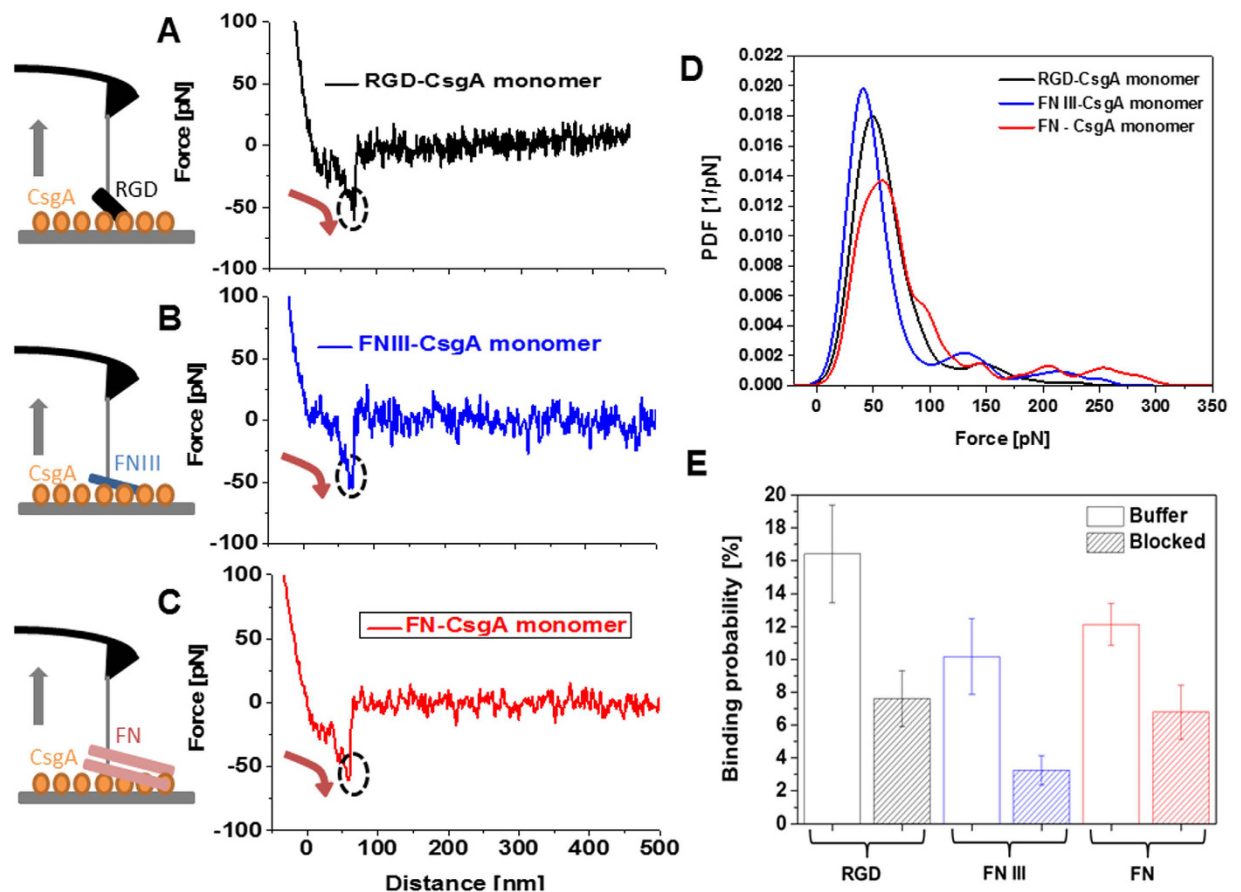 A
100
50
0
-50
-100
Force [pN]
RGD-CsgA monomer
CsgA
RGD
B
100
50
0
-50
-100
Force [pN]
FNIII-CsgA monomer
CsgA
FNIII
C
100
50
0
-50
-100
Force [pN]
FN-CsgA monomer
CsgA
FN
0 100 200 300 400 500
Distance [nm]
D
0.022
0.020
0.018
0.016
0.014
0.012
0.010
0.008
0.006
0.004
0.002
0.000
PDF [1/pN]
RGD-CsgA monomer
FN III-CsgA monomer
FN - CsgA monomer
0 50 100 150 200 250 300 350
Force [pN]
E
20
18
16
14
12
10
8
6
4
2
0
Binding probability [%]
Buffer
Blocked
RGD FN III FN